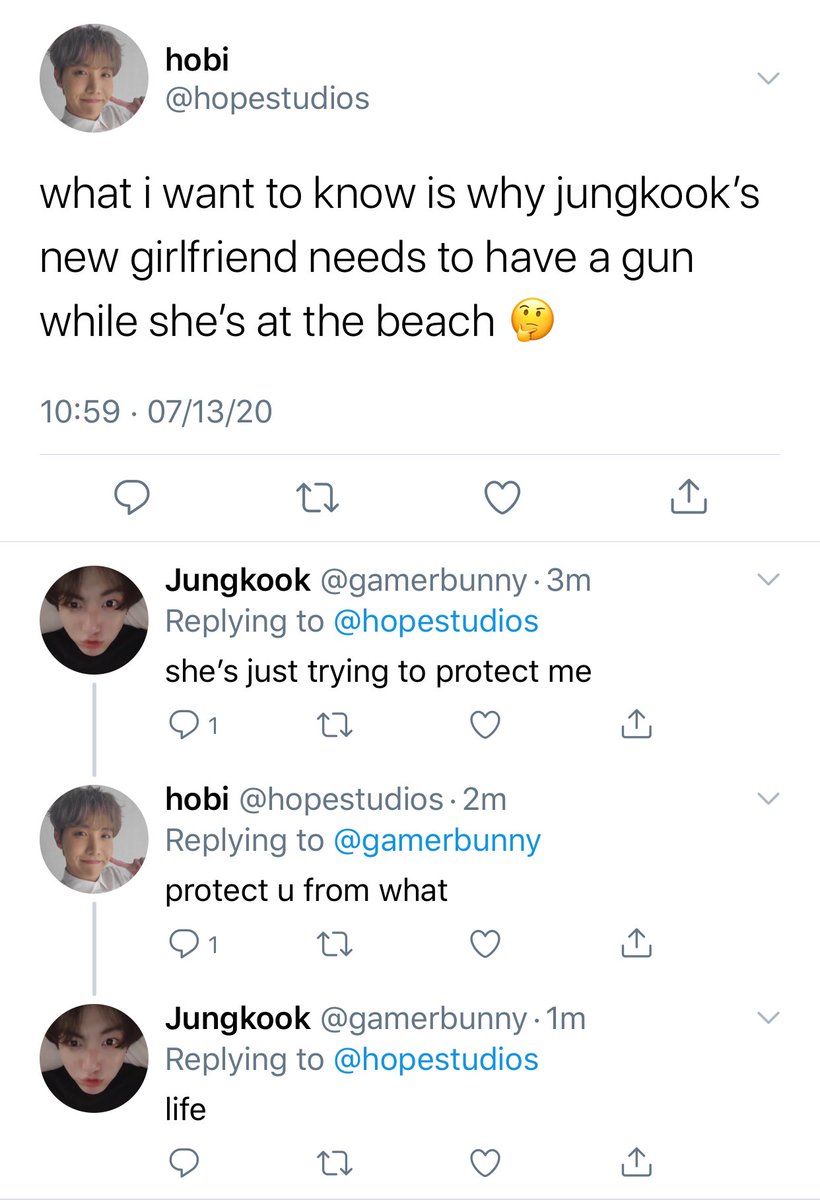 hobi
@hopestudios
what i want to know is why jungkook’s
new girlfriend needs to have a gun
while she’s at the beach 🤔
10:59 · 07/13/20
Jungkook @gamerbunny · 3m
Replying to @hopestudios
she’s just trying to protect me
1
hobi @hopestudios · 2m
Replying to @gamerbunny
protect u from what
1
Jungkook @gamerbunny · 1m
Replying to @hopestudios
life